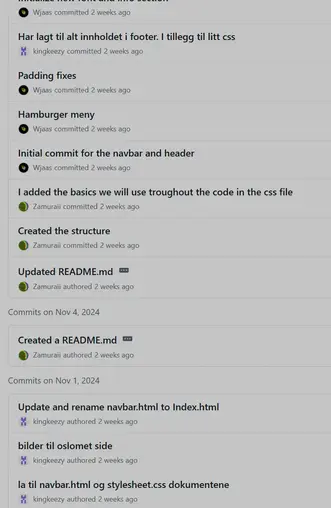 Initialize new font and info section
Wjaas committed 2 weeks ago
Har lagt til alt innholdet i footer. I tillegg til litt css
kingkeezy committed 2 weeks ago
Padding fixes
Wjaas committed 2 weeks ago
Hamburger meny
Wjaas committed 2 weeks ago
Initial commit for the navbar and header
Wjaas committed 2 weeks ago
I added the basics we will use troughout the code in the css file
Zamuraii committed 2 weeks ago
Created the structure
Zamuraii committed 2 weeks ago
Updated README.md
Zamuraii authored 2 weeks ago
Commits on Nov 4, 2024
Created a README.md
Zamuraii authored 2 weeks ago
Commits on Nov 1, 2024
Update and rename navbar.html to Index.html
kingkeezy authored 2 weeks ago
bilder til oslomet side
kingkeezy authored 2 weeks ago
la til navbar.html og stylesheet.css dokumentene
kingkeezy authored 2 weeks ago